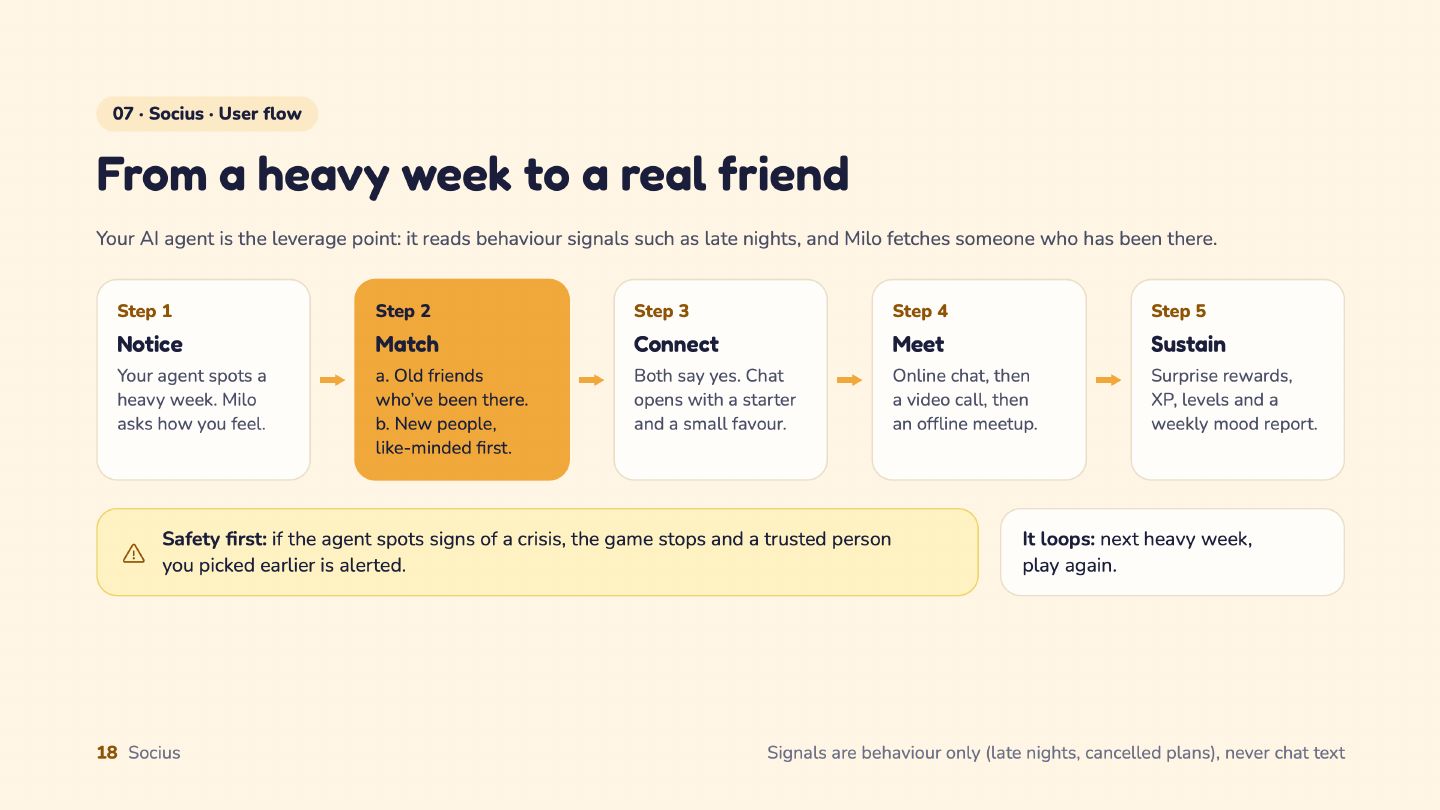 07 · Socius · User flow
From a heavy week to a real friend
Your AI agent is the leverage point: it reads behaviour signals such as late nights, and Milo fetches someone who has been there.
Step 1
Notice
Your agent spots a
heavy week. Milo
asks how you feel.
Step 2
Match
a. Old friends
who’ve been there.
b. New people,
like-minded first.
Step 3
Connect
Both say yes. Chat
opens with a starter
and a small favour.
Step 4
Meet
Online chat, then
a video call, then
an offline meetup.
Step 5
Sustain
Surprise rewards,
XP, levels and a
weekly mood report.
Safety first: if the agent spots signs of a crisis, the game stops and a trusted person
you picked earlier is alerted.
It loops: next heavy week,
play again.
18 Socius
Signals are behaviour only (late nights, cancelled plans), never chat text